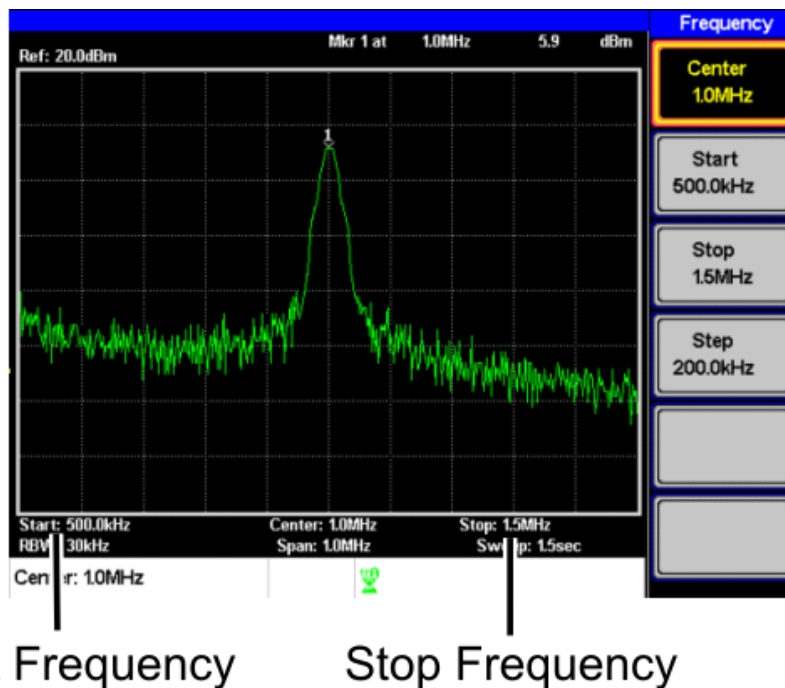 Frequency
Mkr 1 at 1.0MHz 5.9 dBm
Ref: 20.0dBm
Center
1.0MHz
1
Start
500.0kHz
Stop
1.5MHz
Step
200.0kHz
Start: 500.0kHz Center: 1.0MHz Stop: 1.5MHz
30kHz Span: 1.0MHz 1.5sec
1.0MHz
Frequency Stop Frequency